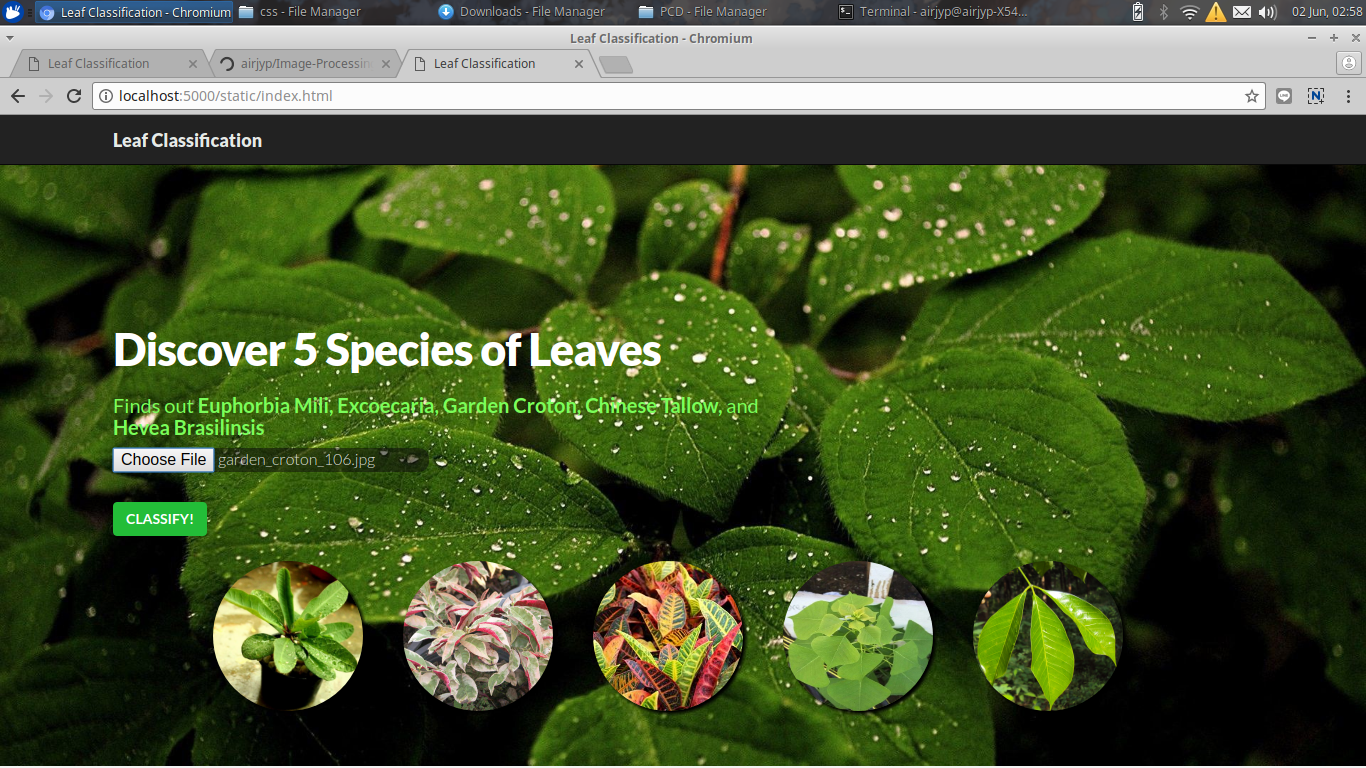 Leaf Classification - Chromium
css - File Manager
Downloads - File Manager
PCD - File Manager
Terminal - airjyp@airjyp-X54...
02 Jun, 02:58
Leaf Classification - Chromium
Leaf Classification
airjyp/Image-Processin
Leaf Classification
localhost:5000/static/index.html
Leaf Classification
Discover 5 Species of Leaves
Finds out Euphorbia Mili, Excoecaria, Garden Croton, Chinese Tallow, and
Hevea Brasilinsis
Choose File garden_croton_106.jpg
CLASSIFY!